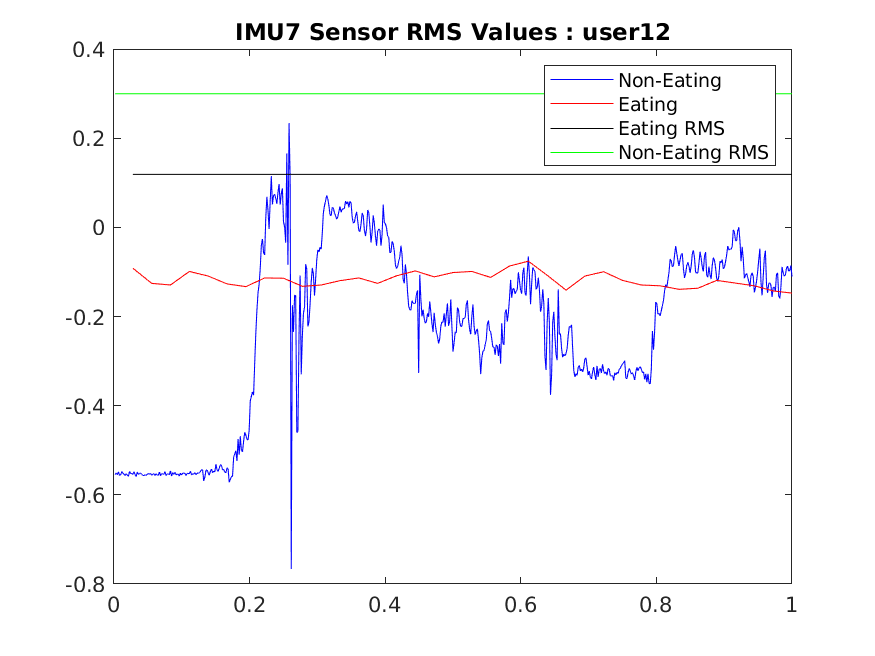 IMU7 Sensor RMS Values : user12
0.4
0.2
0
-0.2
-0.4
-0.6
-0.8
Non-Eating
Eating
Eating RMS
Non-Eating RMS
0 0.2 0.4 0.6 0.8 1